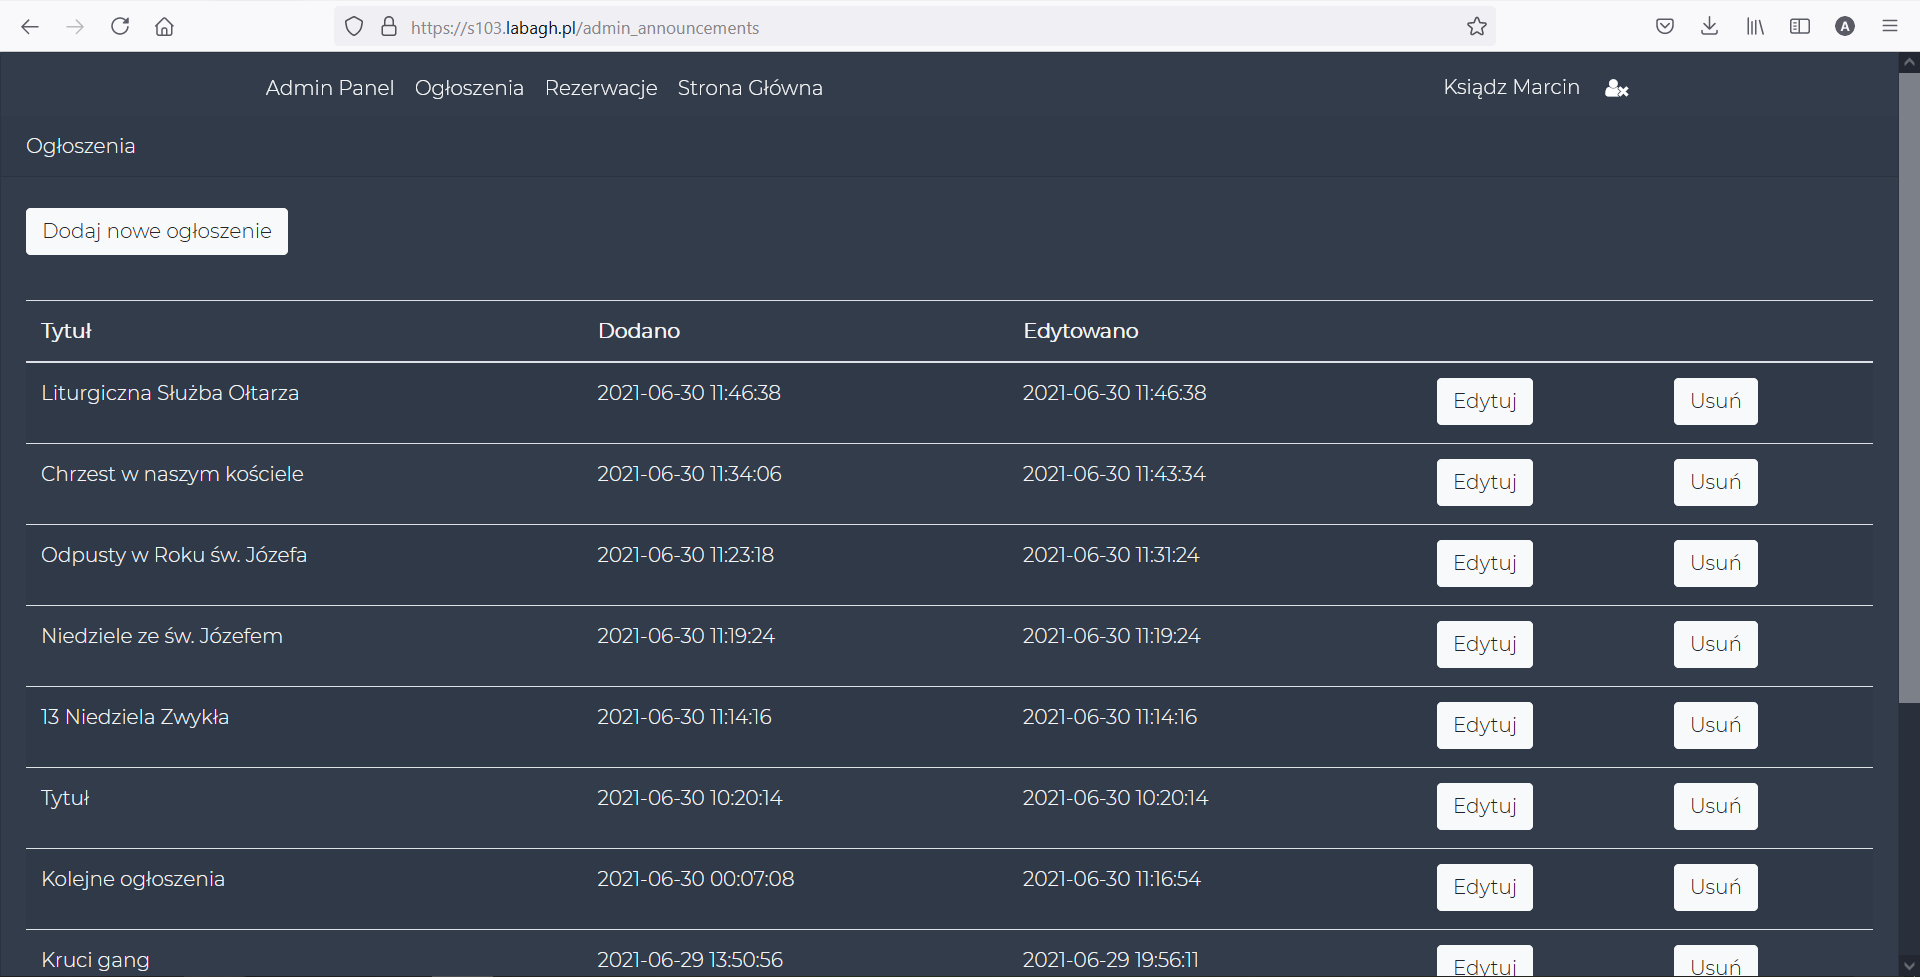 https://s103.labagh.pl/admin_announcements
A
Admin Panel Ogłoszenia Rezerwacje Strona Główna Ksiądz Marcin
Ogłoszenia
Dodaj nowe ogłoszenie
Tytuł Dodano Edytowano
Liturgiczna Służba Ołtarza 2021-06-30 11:46:38 2021-06-30 11:46:38 Edytuj Usuń
Chrzest w naszym kościele 2021-06-30 11:34:06 2021-06-30 11:43:34 Edytuj Usuń
Odpusty w Roku św. Józefa 2021-06-30 11:23:18 2021-06-30 11:31:24 Edytuj Usuń
Niedziele ze św. Józefem 2021-06-30 11:19:24 2021-06-30 11:19:24 Edytuj Usuń
13 Niedziela Zwykła 2021-06-30 11:14:16 2021-06-30 11:14:16 Edytuj Usuń
Tytuł 2021-06-30 10:20:14 2021-06-30 10:20:14 Edytuj Usuń
Kolejne ogłoszenia 2021-06-30 00:07:08 2021-06-30 11:16:54 Edytuj Usuń
Kruci gang 2021-06-29 13:50:56 2021-06-29 19:56:11 Edytuj Usuń